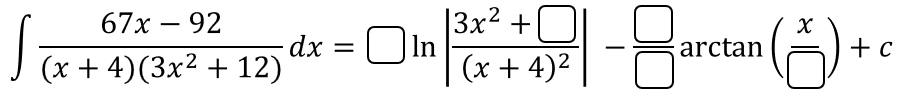 ∫ (67x − 92)/((x + 4)(3x² + 12)) dx = □ ln |(3x² + □)/((x + 4)²)| − □/□ arctan (x/□) + c